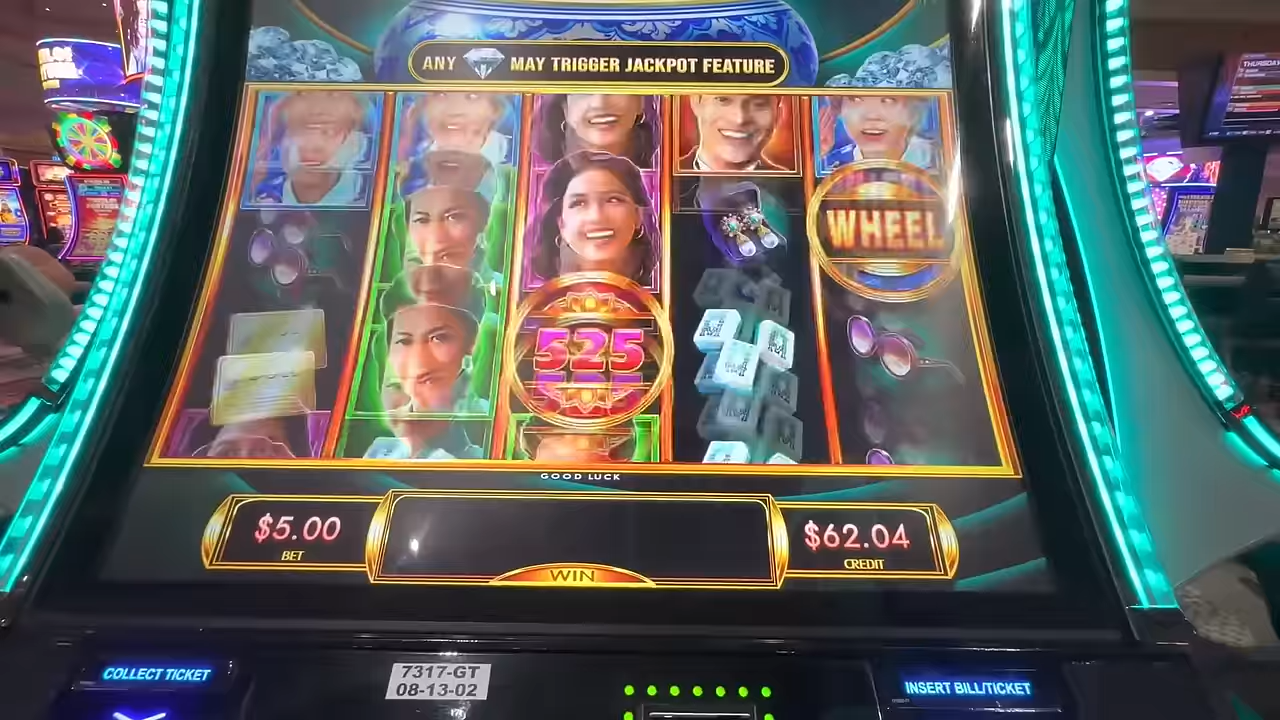 ANY MAY TRIGGER JACKPOT FEATURE
THURSDAY
WHEEL
525
GOOD LUCK
$5.00
BET
WIN
$62.04
CREDIT
COLLECT TICKET
7317-GT
08-13-02
INSERT BILL/TICKET